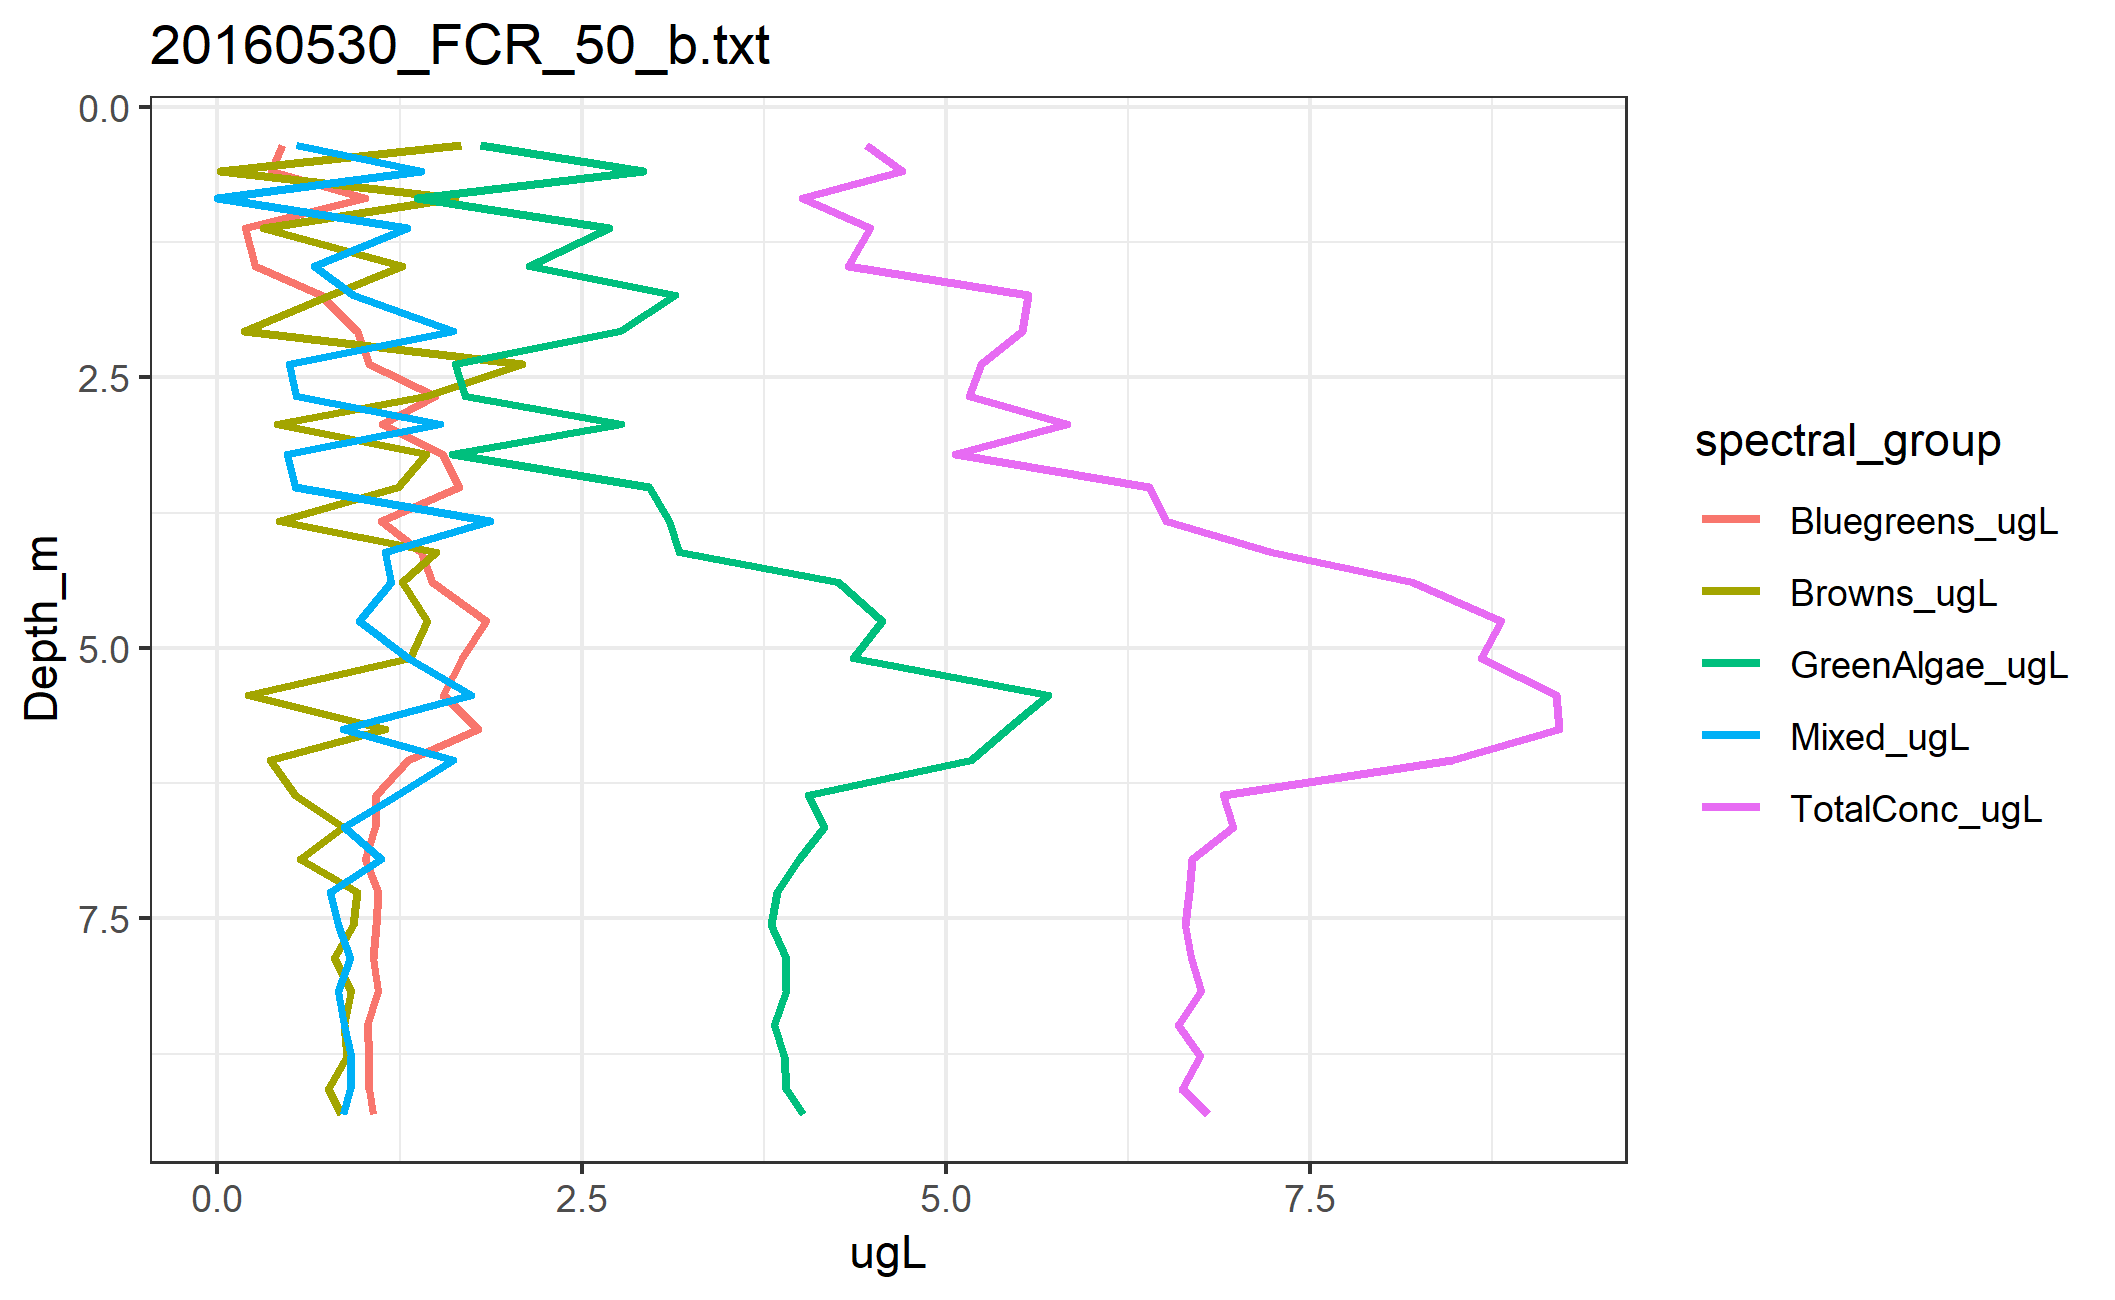 20160530_FCR_50_b.txt
0.0
2.5
5.0
7.5
Depth_m
0.0 2.5 5.0 7.5
ugL
spectral_group
Bluegreens_ugL
Browns_ugL
GreenAlgae_ugL
Mixed_ugL
TotalConc_ugL